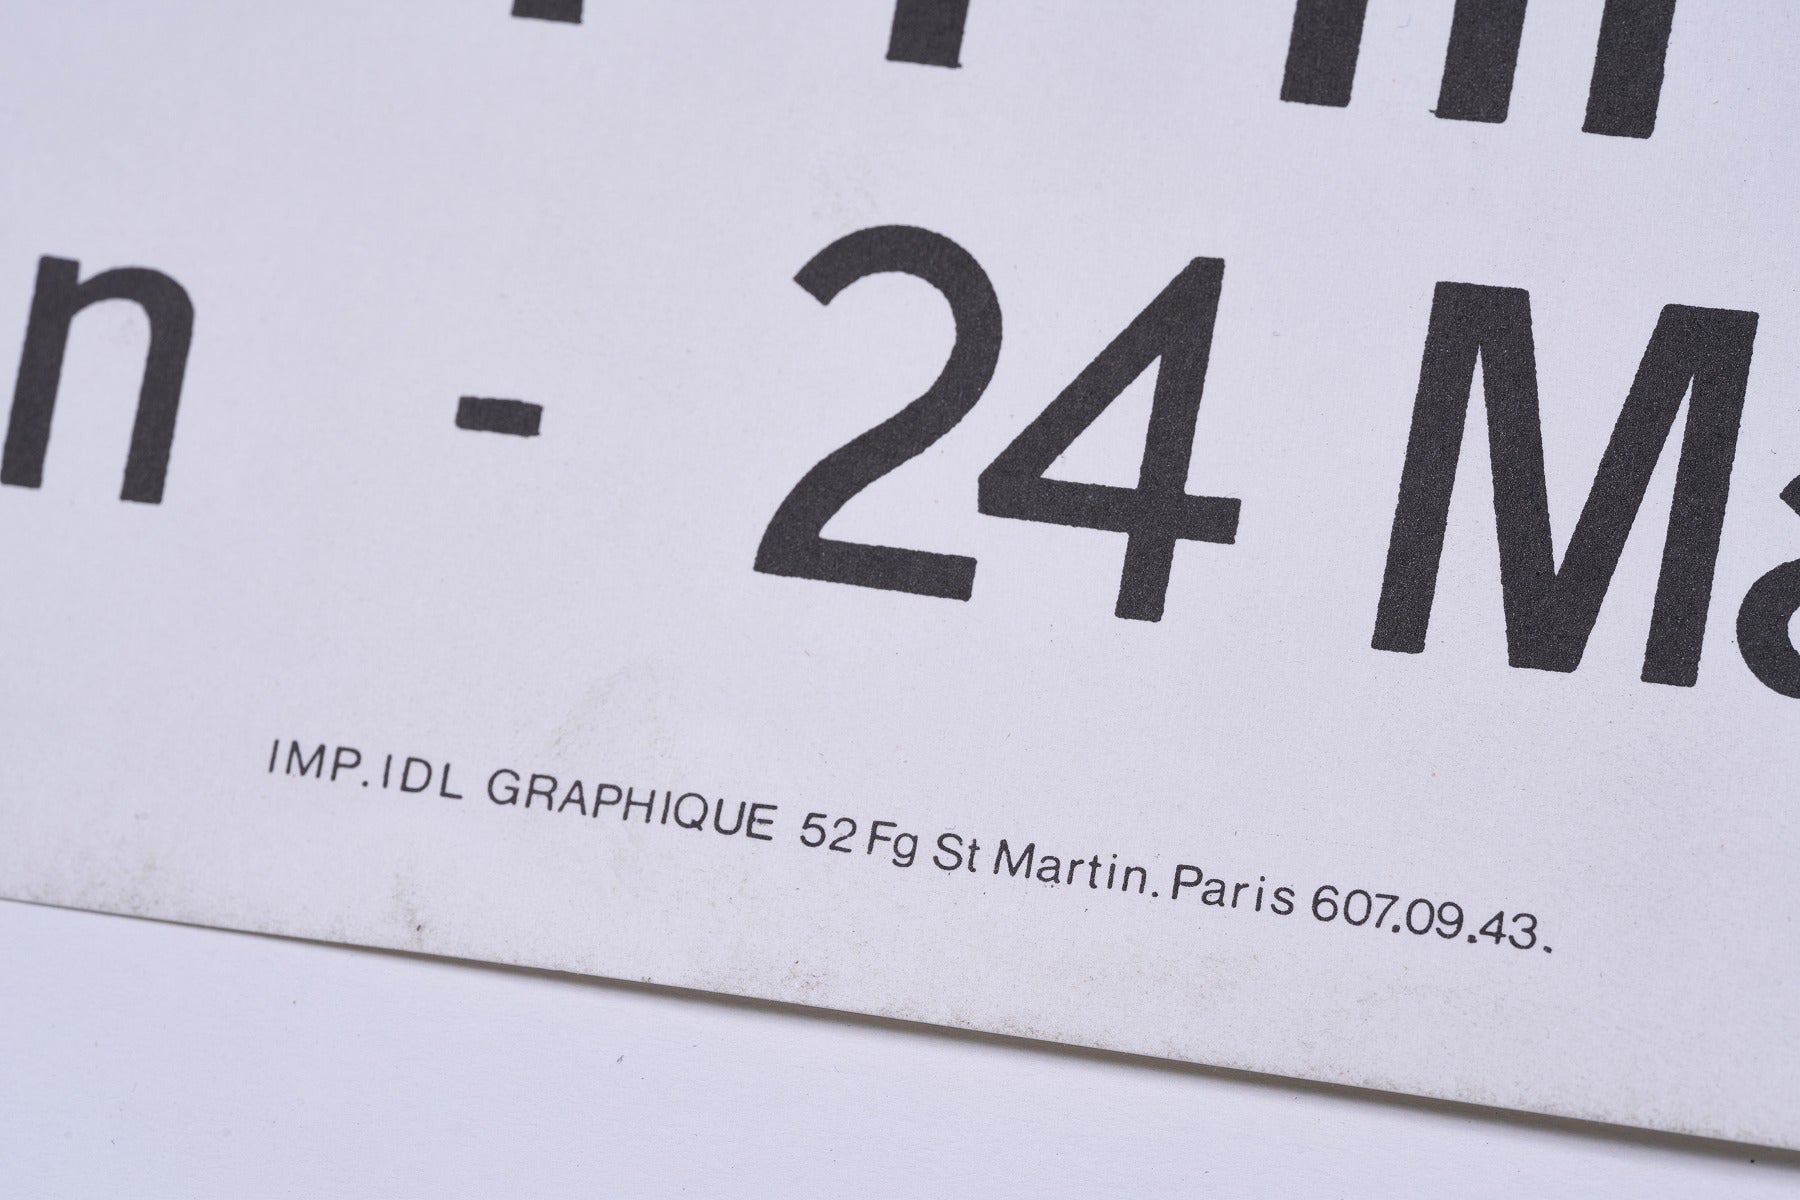 n - 24 Ma
IMP. IDL GRAPHIQUE 52 Fg St Martin. Paris 607.09.43.